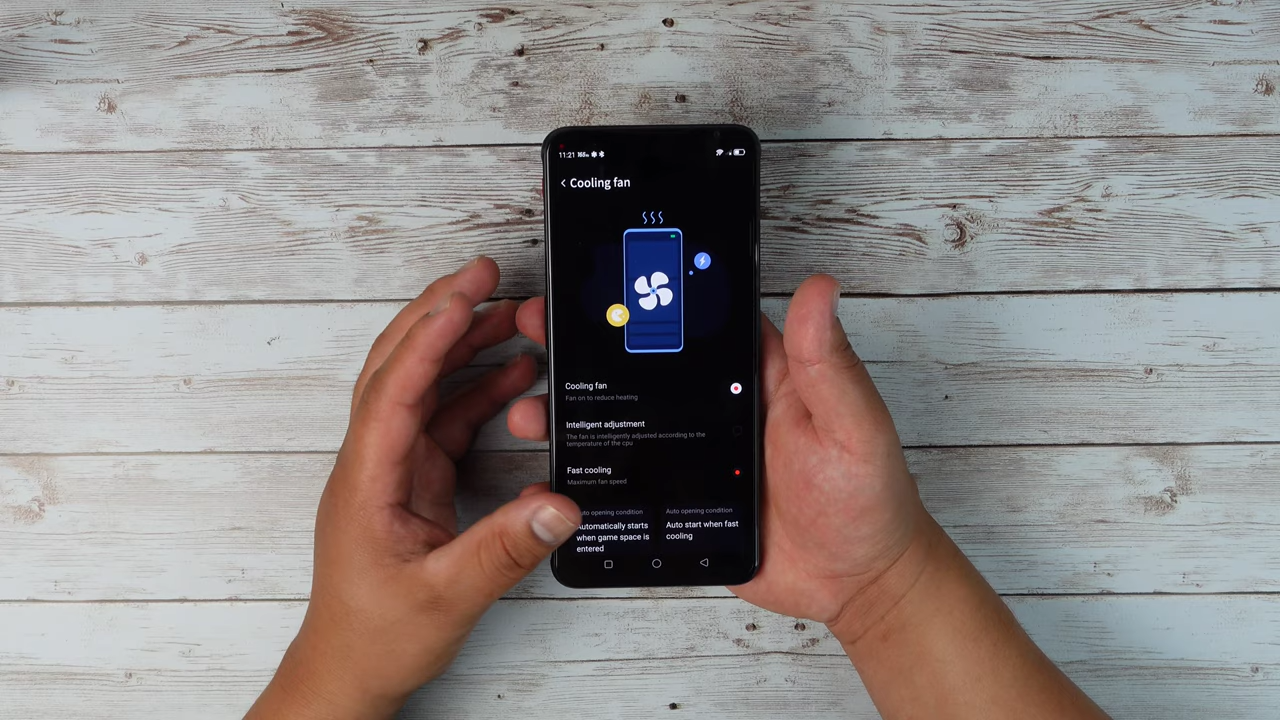 11:21
Cooling fan
Cooling fan
Fan on to reduce heating
Intelligent adjustment
The fan is intelligently adjusted according to the
temperature of the cpu
Fast cooling
Maximum fan speed
Auto opening condition
Automatically starts
when game space is
entered
Auto opening condition
Auto start when fast
cooling